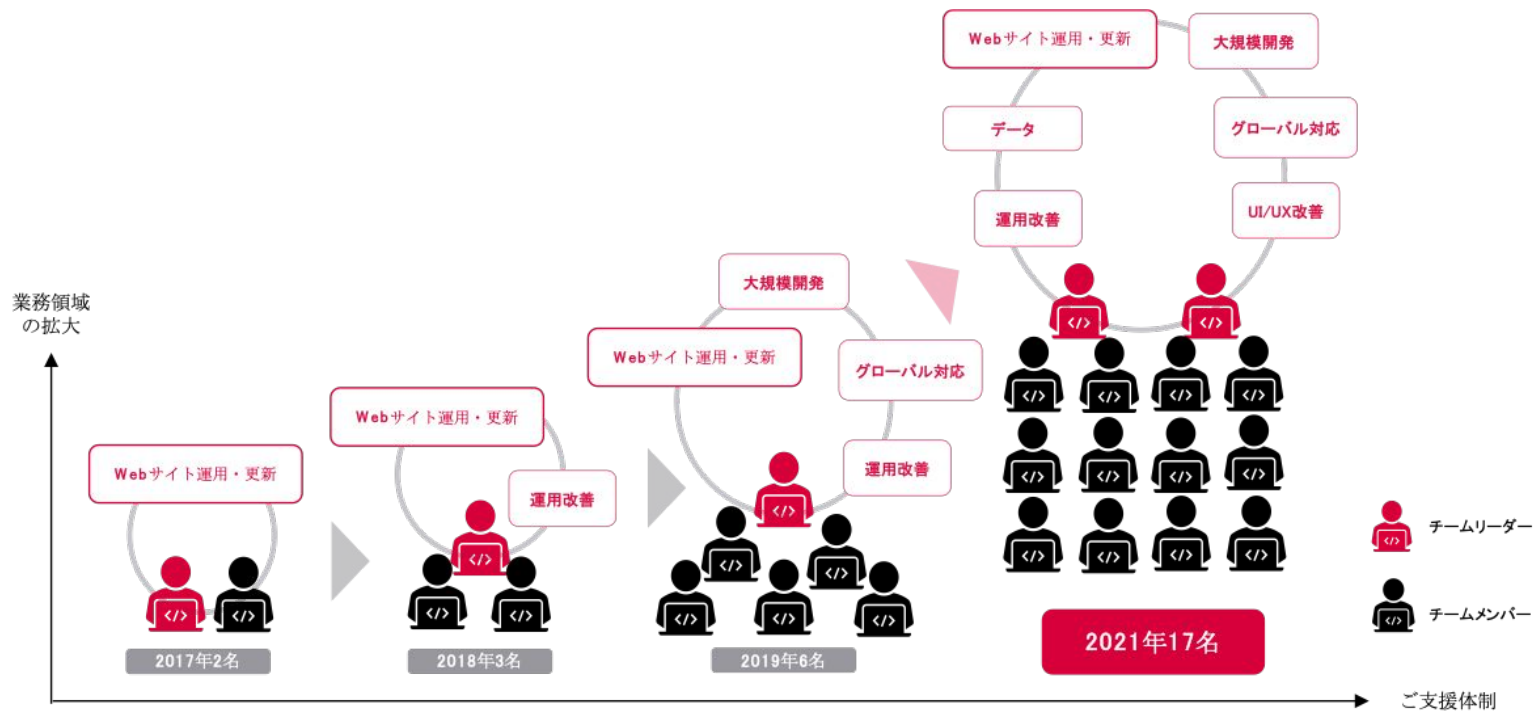 業務領域
の拡大
Webサイト運用・更新
</>
</>
2017年2名
Webサイト運用・更新
運用改善
</>
</>
</>
2018年3名
大規模開発
Webサイト運用・更新
グローバル対応
運用改善
</>
</>
</>
</>
</>
</>
2019年6名
Webサイト運用・更新
大規模開発
データ
グローバル対応
運用改善
UI/UX改善
</>
</>
</>
</>
</>
</>
</>
</>
</>
</>
</>
</>
</>
</>
2021年17名
</>
チームリーダー
</>
チームメンバー
ご支援体制